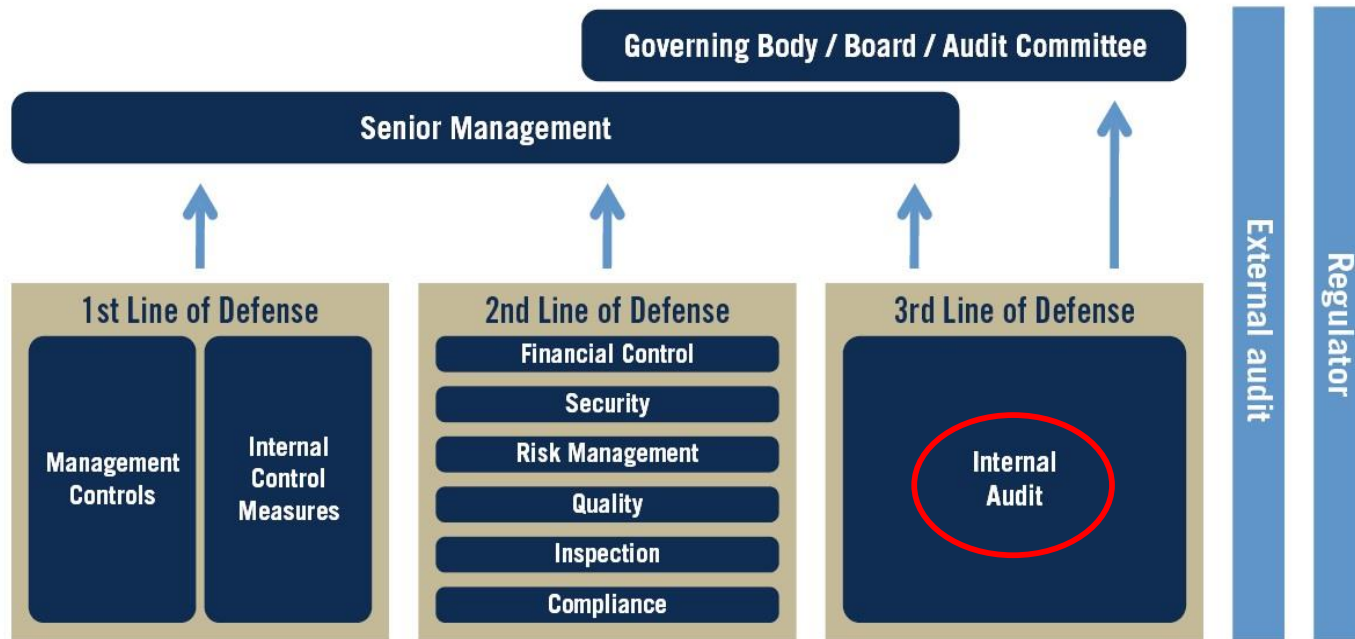 Governing Body / Board / Audit Committee
Senior Management
1st Line of Defense
Management
Controls
Internal
Control
Measures
2nd Line of Defense
Financial Control
Security
Risk Management
Quality
Inspection
Compliance
3rd Line of Defense
Internal
Audit
External audit
Regulator